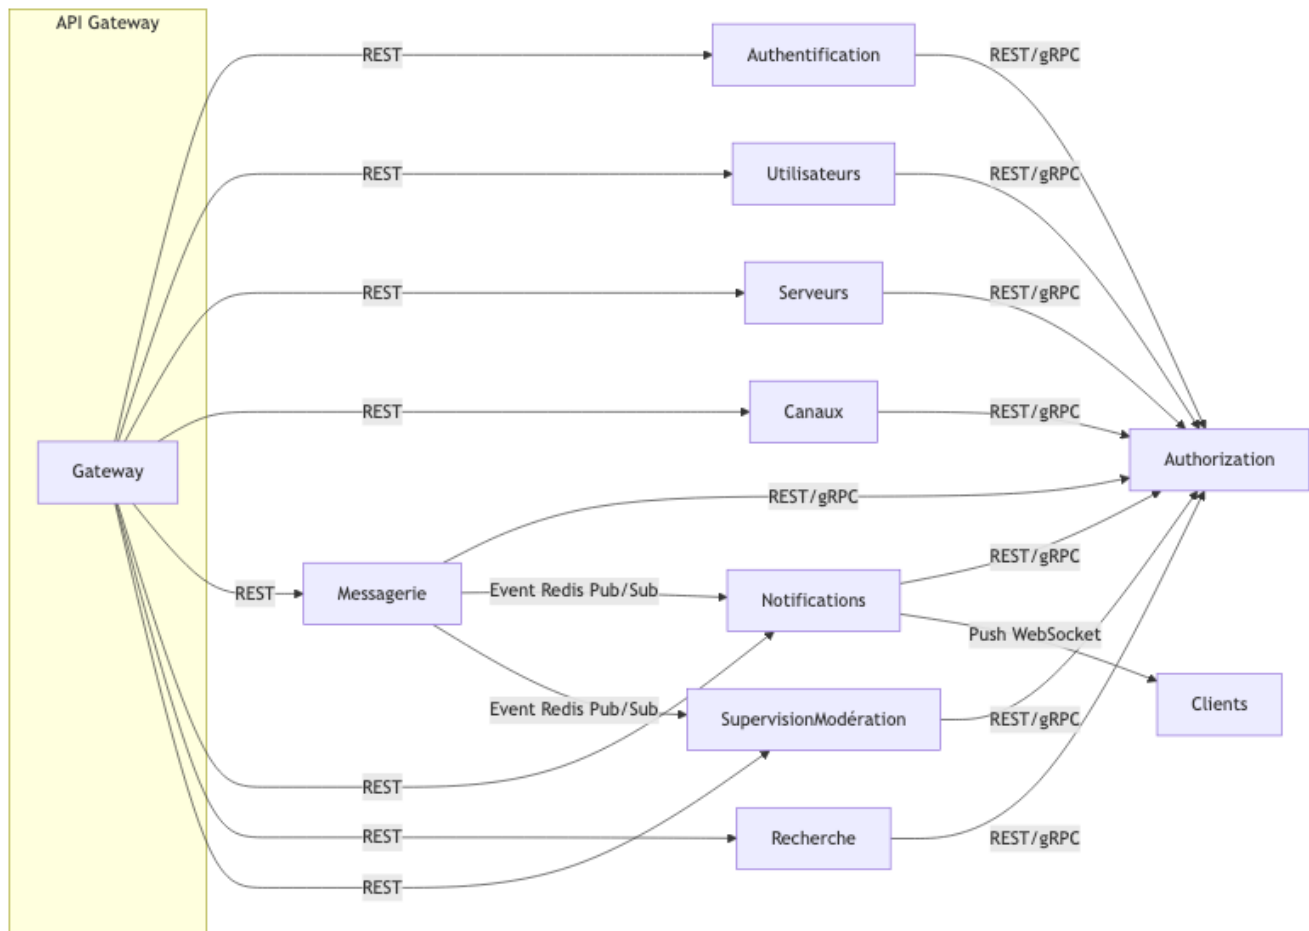 API Gateway
REST
Authentification
REST/gRPC
REST
Utilisateurs
REST/gRPC
REST
Serveurs
REST/gRPC
REST
Canaux
REST/gRPC
Gateway
Authorization
REST/gRPC
REST
Messagerie
Event Redis Pub/Sub
Notifications
REST/gRPC
Push WebSocket
Clients
Event Redis Pub/Sub
SupervisionModération
REST/gRPC
REST
REST
Recherche
REST/gRPC
REST